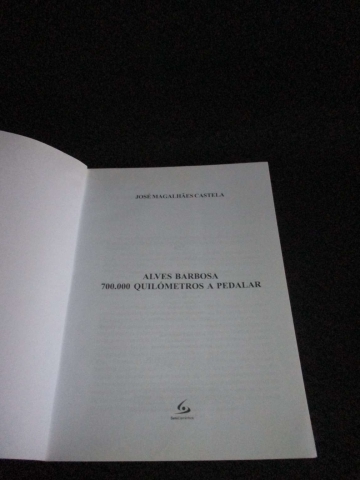 JOSÉ MAGALHÃES CASTELA
ALVES BARBOSA
700.000 QUILÓMETROS A PEDALAR